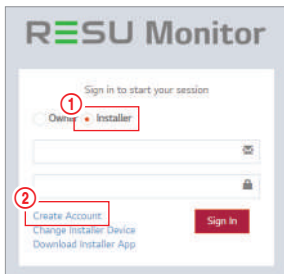 RESU Monitor
Sign in to start your session
1
Owner Installer
2
Create Account
Sign In
Change Installer Device
Download Installer App